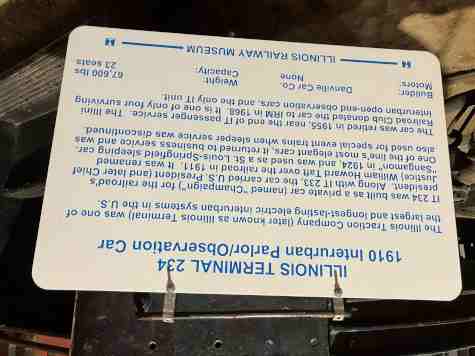 ILLINOIS TERMINAL 234
1910 Interurban Parlor/Observation Car
The Illinois Traction Company (later known as Illinois Terminal) was one of
the largest and longest-lasting electric interurban systems in the U.S.
IT 234 was built as a private car (named "Champaign") for the railroad's
president. Along with IT 233, the car carried U.S. President (and later Chief
Justice) William Howard Taft over the railroad in 1911. It was renamed
"Sangamon" in 1924, and was used as a St. Louis-Springfield sleeping car.
One of the line's most elegant cars, it returned to business service and was
also used for special event trains when sleeper service was discontinued.
The car was retired in 1955, near the end of IT passenger service. The Illini
Railroad Club donated the car to IRM in 1968. It is one of only four surviving
interurban open-end observation cars, and the only IT unit.
Builder: Danville Car Co. Weight: 67,600 lbs
Motors: None Capacity: 23 seats
ILLINOIS RAILWAY MUSEUM